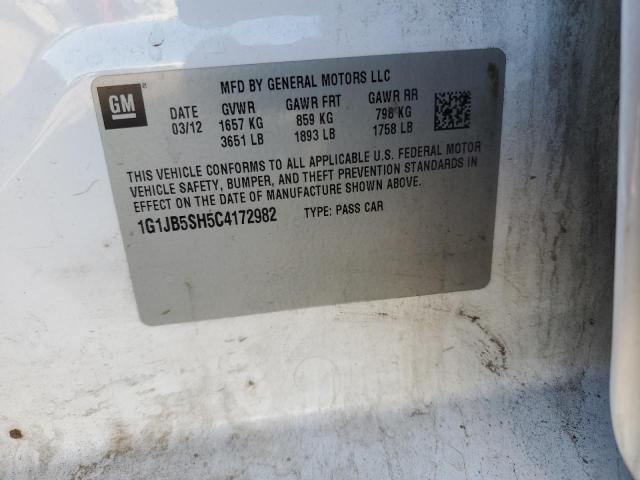 MFD BY GENERAL MOTORS LLC
GM
DATE GVWR GAWR FRT GAWR RR
03/12 1657 KG 859 KG 798 KG
3651 LB 1893 LB 1758 LB
THIS VEHICLE CONFORMS TO ALL APPLICABLE U.S. FEDERAL MOTOR
VEHICLE SAFETY, BUMPER, AND THEFT PREVENTION STANDARDS IN
EFFECT ON THE DATE OF MANUFACTURE SHOWN ABOVE.
1G1JB5SH5C4172982 TYPE: PASS CAR